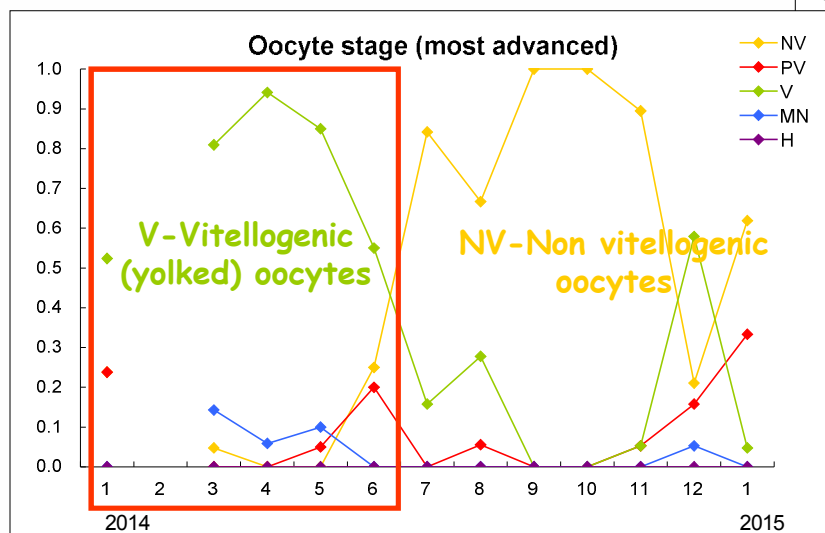 Oocyte stage (most advanced)
NV
PV
V
MN
H
1.0
0.9
0.8
0.7
0.6
0.5
0.4
0.3
0.2
0.1
0.0
V-Vitellogenic
(yolked) oocytes
NV-Non vitellogenic
oocytes
1 2 3 4 5 6 7 8 9 10 11 12 1
2014 2015